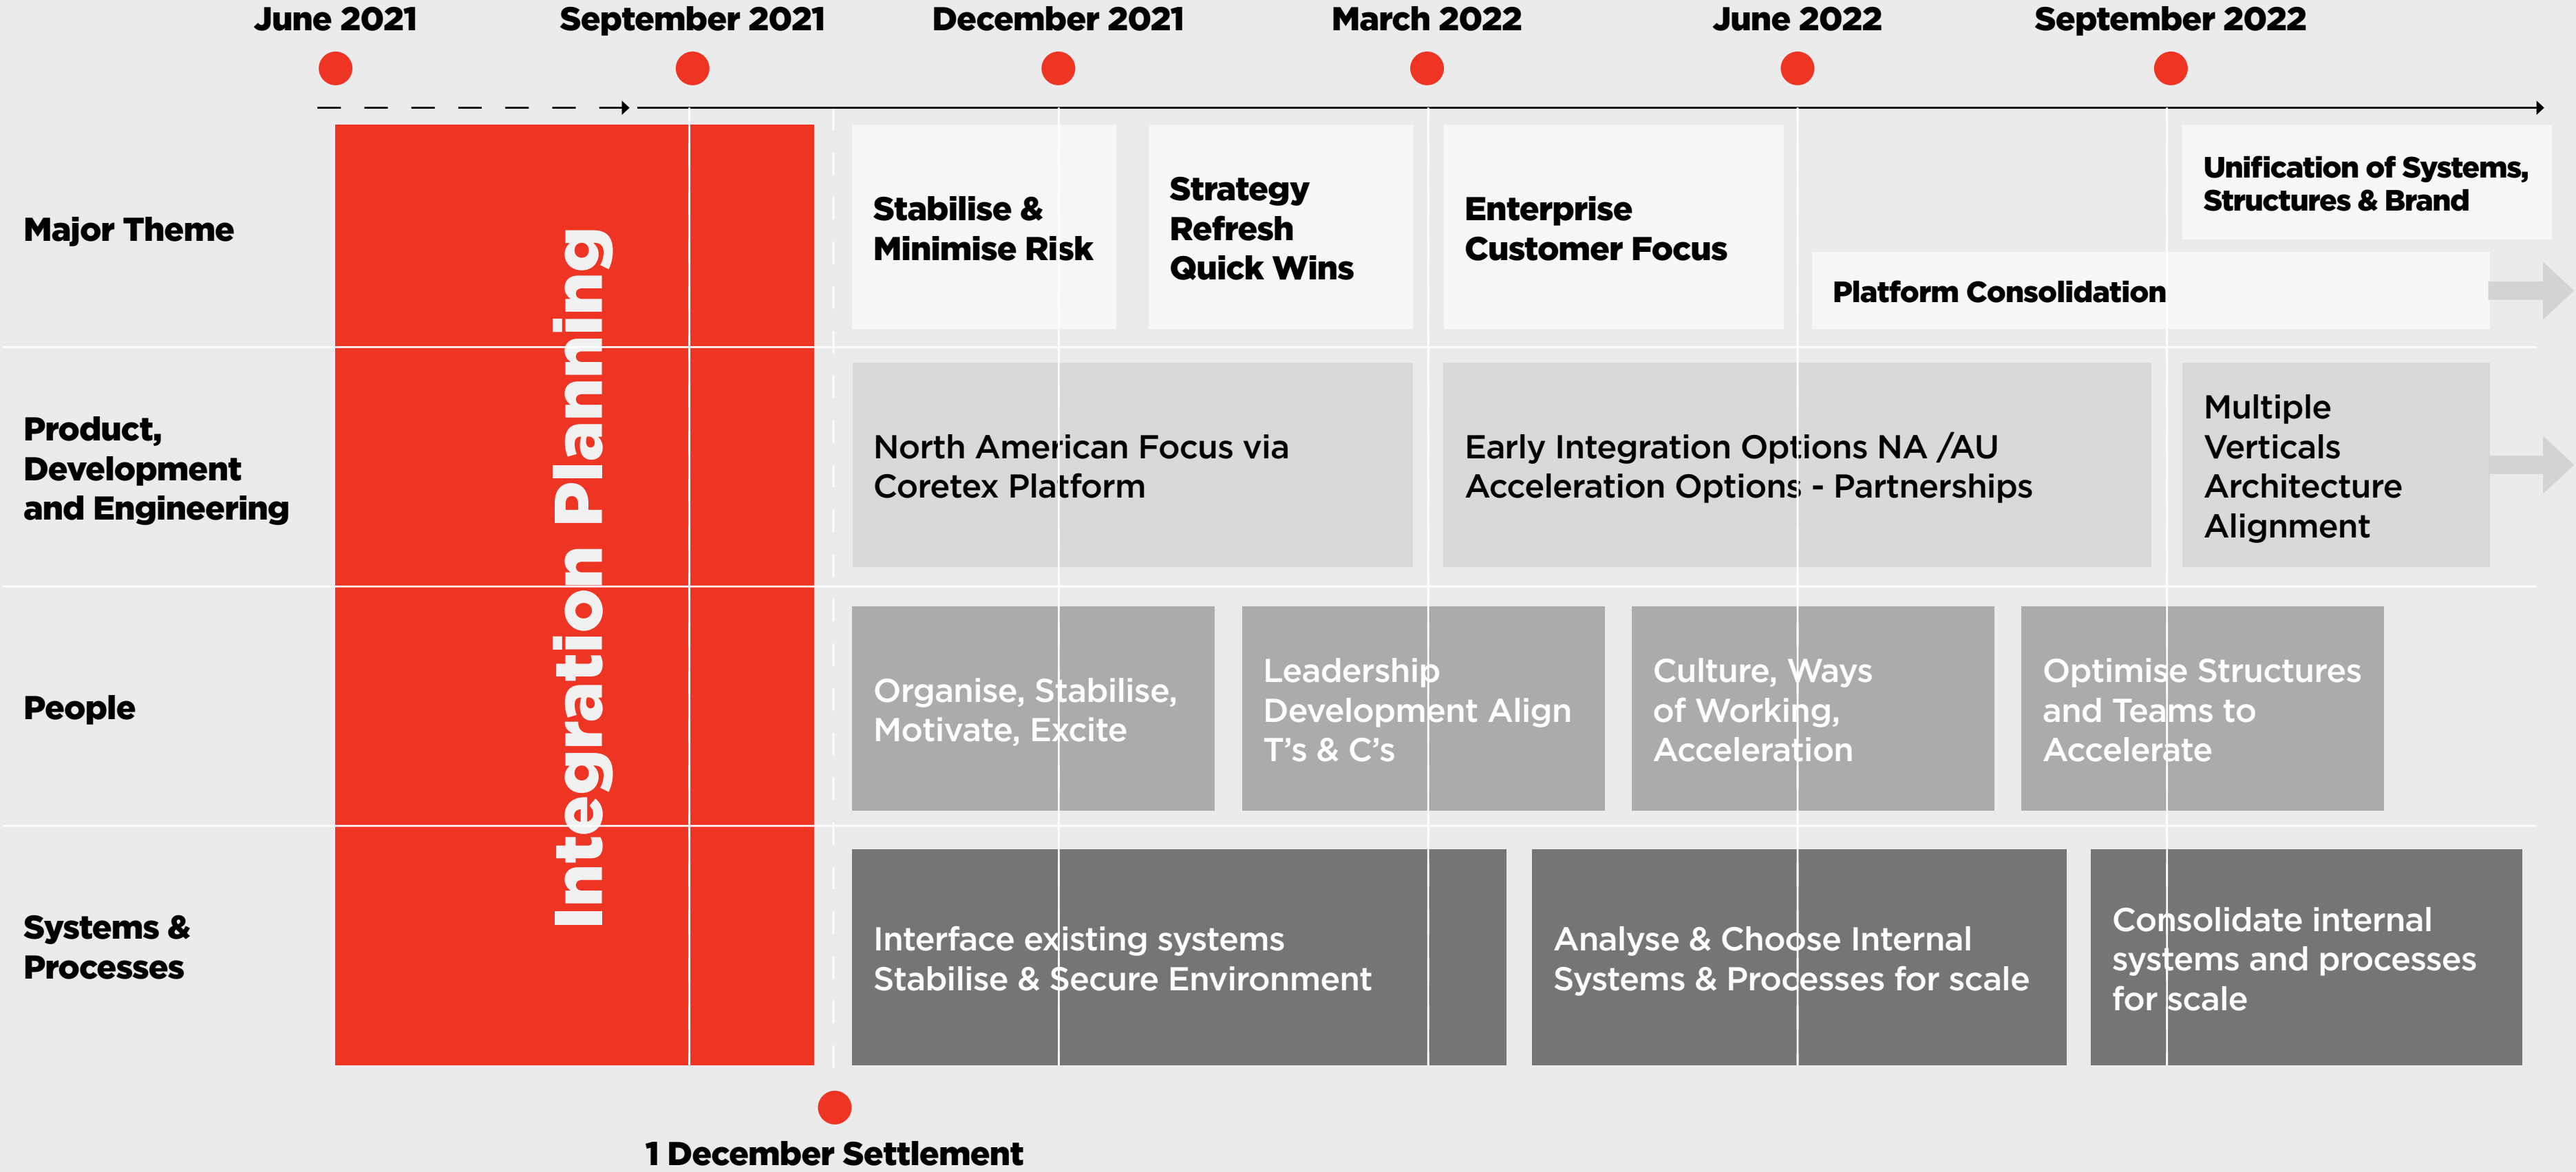 June 2021
September 2021
December 2021
March 2022
June 2022
September 2022
Integration Planning
Major Theme
Stabilise &
Minimise Risk
Strategy
Refresh
Quick Wins
Enterprise
Customer Focus
Unification of Systems,
Structures & Brand
Platform Consolidation
Product,
Development
and Engineering
North American Focus via
Coretex Platform
Early Integration Options NA /AU
Acceleration Options - Partnerships
Multiple
Verticals
Architecture
Alignment
People
Organise, Stabilise,
Motivate, Excite
Leadership
Development Align
T’s & C’s
Culture, Ways
of Working,
Acceleration
Optimise Structures
and Teams to
Accelerate
Systems &
Processes
Interface existing systems
Stabilise & Secure Environment
Analyse & Choose Internal
Systems & Processes for scale
Consolidate internal
systems and processes
for scale
1 December Settlement